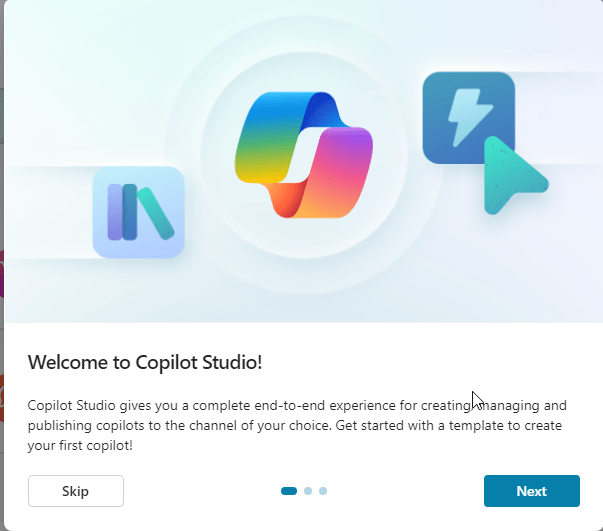 Welcome to Copilot Studio!
Copilot Studio gives you a complete end-to-end experience for creating, managing and
publishing copilots to the channel of your choice. Get started with a template to create
your first copilot!
Skip
Next